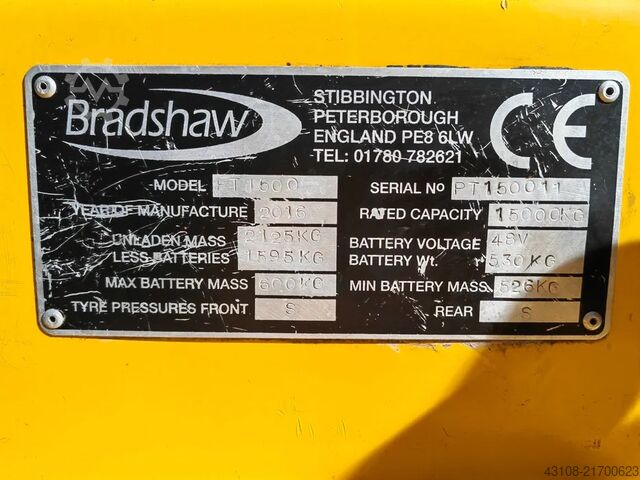 Bradshaw
STIBBINGTON
PETERBOROUGH
ENGLAND PE8 6LW
TEL: 01780 782621
CE
MODEL PT1500
SERIAL No PT150011
YEAR OF MANUFACTURE 2016
RATED CAPACITY 15000KG
UNLADEN MASS 2125KG
BATTERY VOLTAGE 48V
LESS BATTERIES 1595KG
BATTERY Wt. 530KG
MAX BATTERY MASS 600KG
MIN BATTERY MASS 526KG
TYRE PRESSURES FRONT S
REAR S
43108-21700623